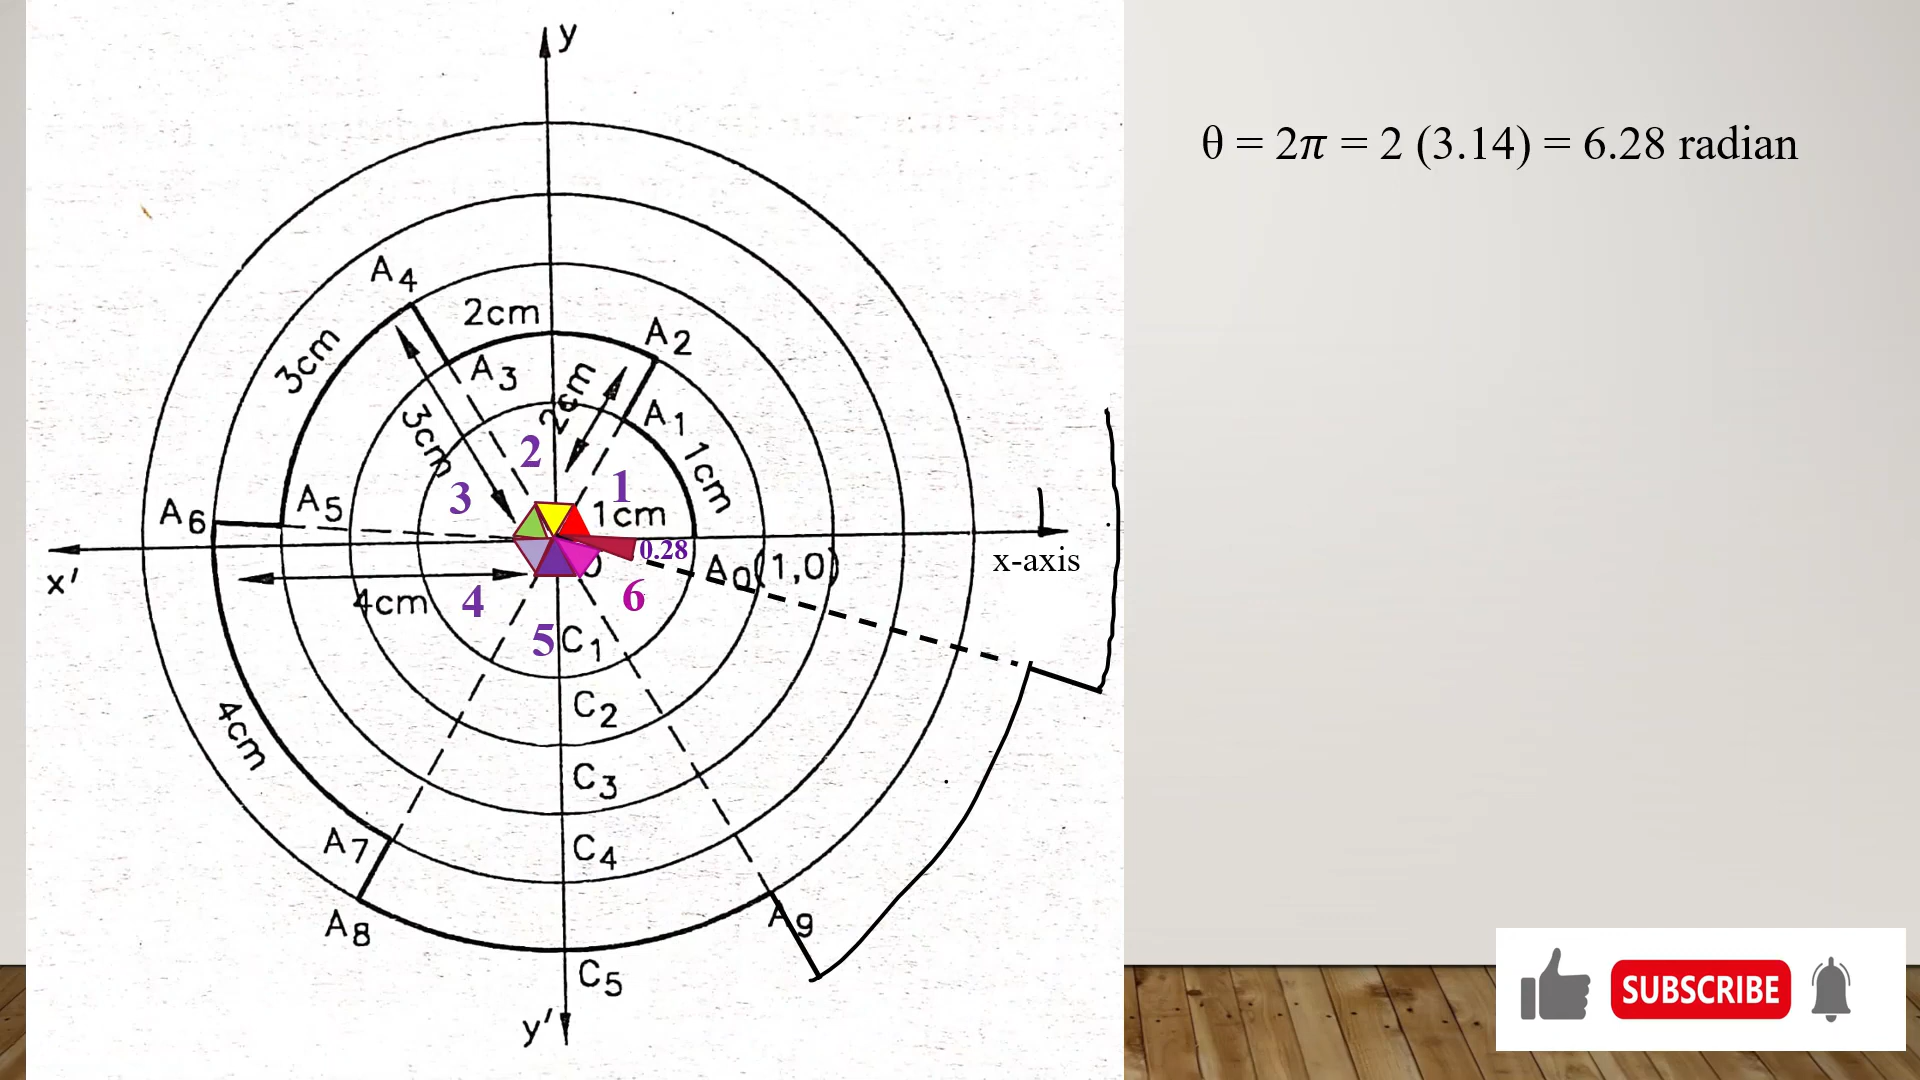 y
θ = 2π = 2 (3.14) = 6.28 radian
A4
2cm
A2
3cm
A3
2cm
A1
3cm
2
1cm
3
1
A6
A5
1cm
0.28
x-axis
x′
O
A0(1,0)
4cm
4
6
5
C1
C2
4cm
C3
A7
C4
A8
A9
C5
y′
SUBSCRIBE